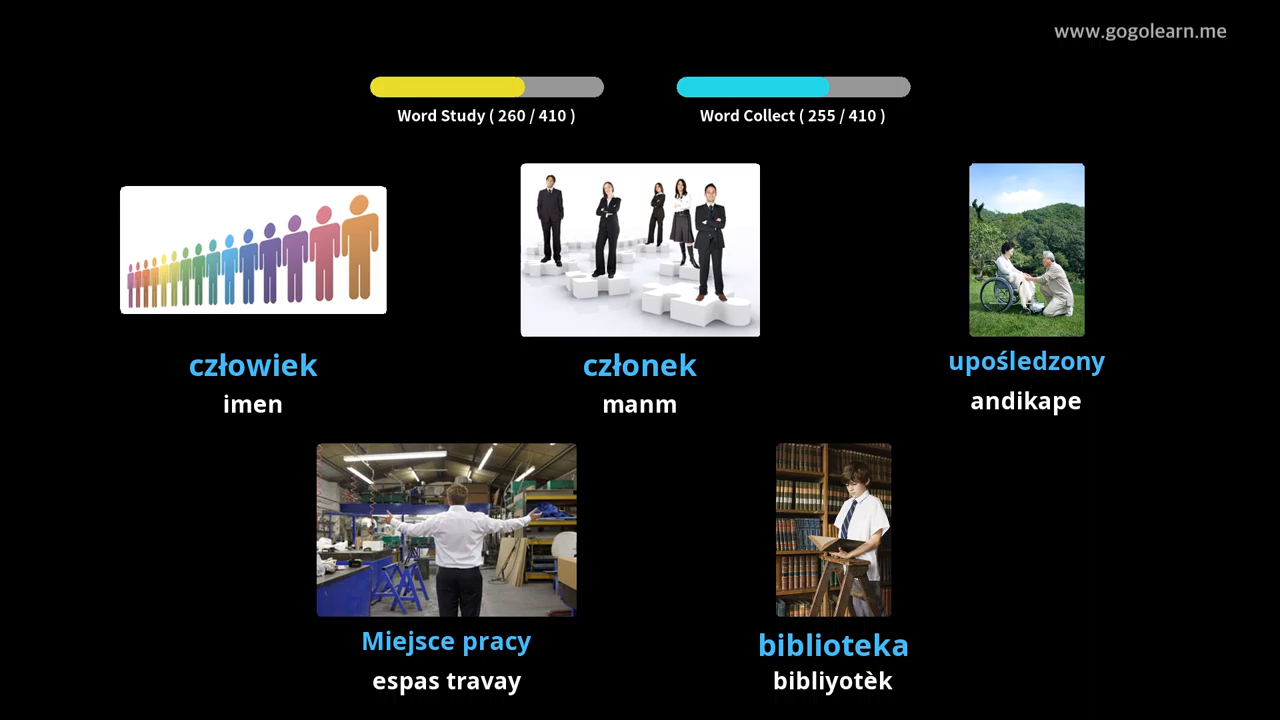 www.gogolearn.me
Word Study ( 260 / 410 )
Word Collect ( 255 / 410 )
człowiek
imen
członek
manm
upośledzony
andikape
Miejsce pracy
espas travay
biblioteka
bibliyotèk